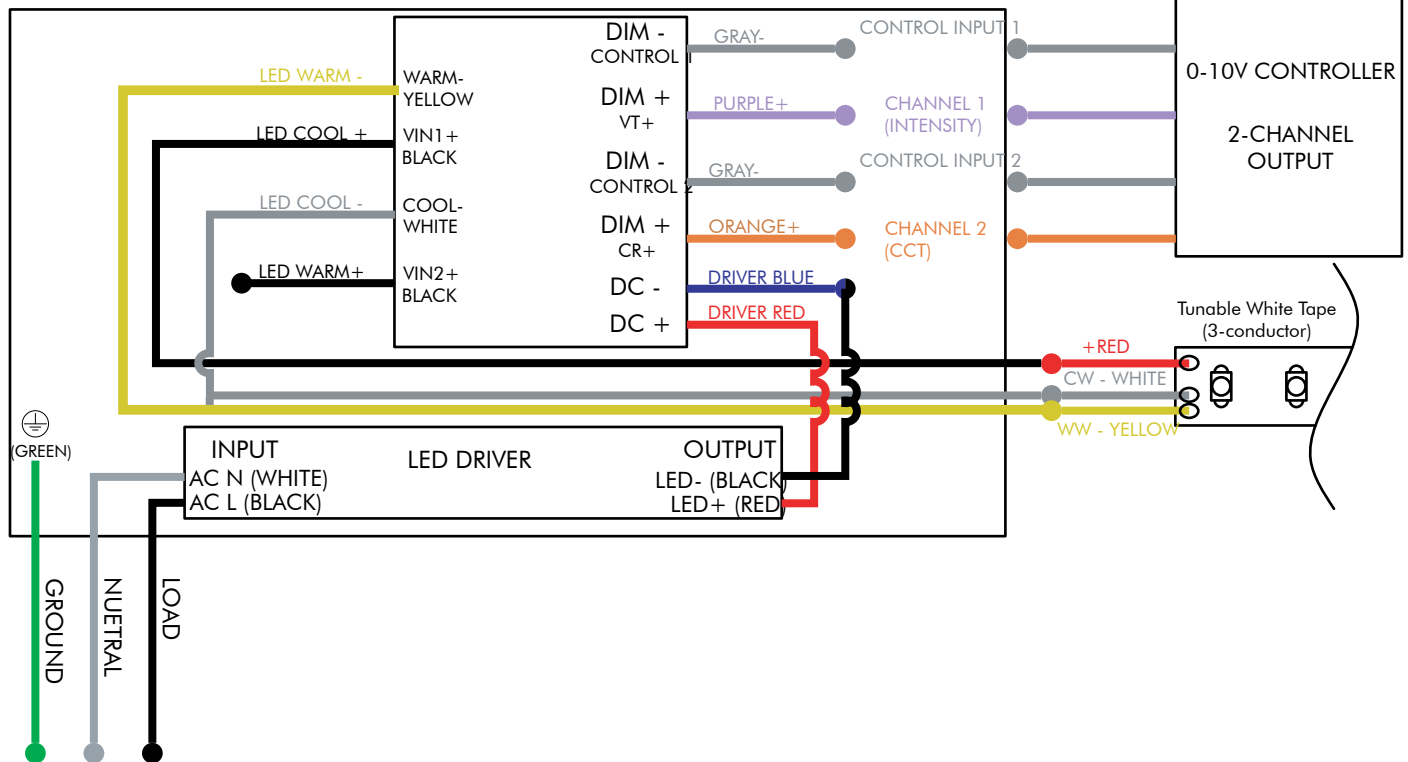 LED WARM -
LED COOL +
LED COOL -
LED WARM+
WARM-
YELLOW
VIN1+
BLACK
COOL-
WHITE
VIN2+
BLACK
DIM -
CONTROL 1
DIM +
VT+
DIM -
CONTROL 2
DIM +
CR+
DC -
DC +
GRAY-
PURPLE+
GRAY-
ORANGE+
DRIVER BLUE
DRIVER RED
CONTROL INPUT 1
CHANNEL 1
(INTENSITY)
CONTROL INPUT 2
CHANNEL 2
(CCT)
0-10V CONTROLLER
2-CHANNEL
OUTPUT
Tunable White Tape
(3-conductor)
+RED
CW - WHITE
WW - YELLOW
(GREEN)
INPUT
AC N (WHITE)
AC L (BLACK)
LED DRIVER
OUTPUT
LED- (BLACK)
LED+ (RED)
GROUND
NUETRAL
LOAD